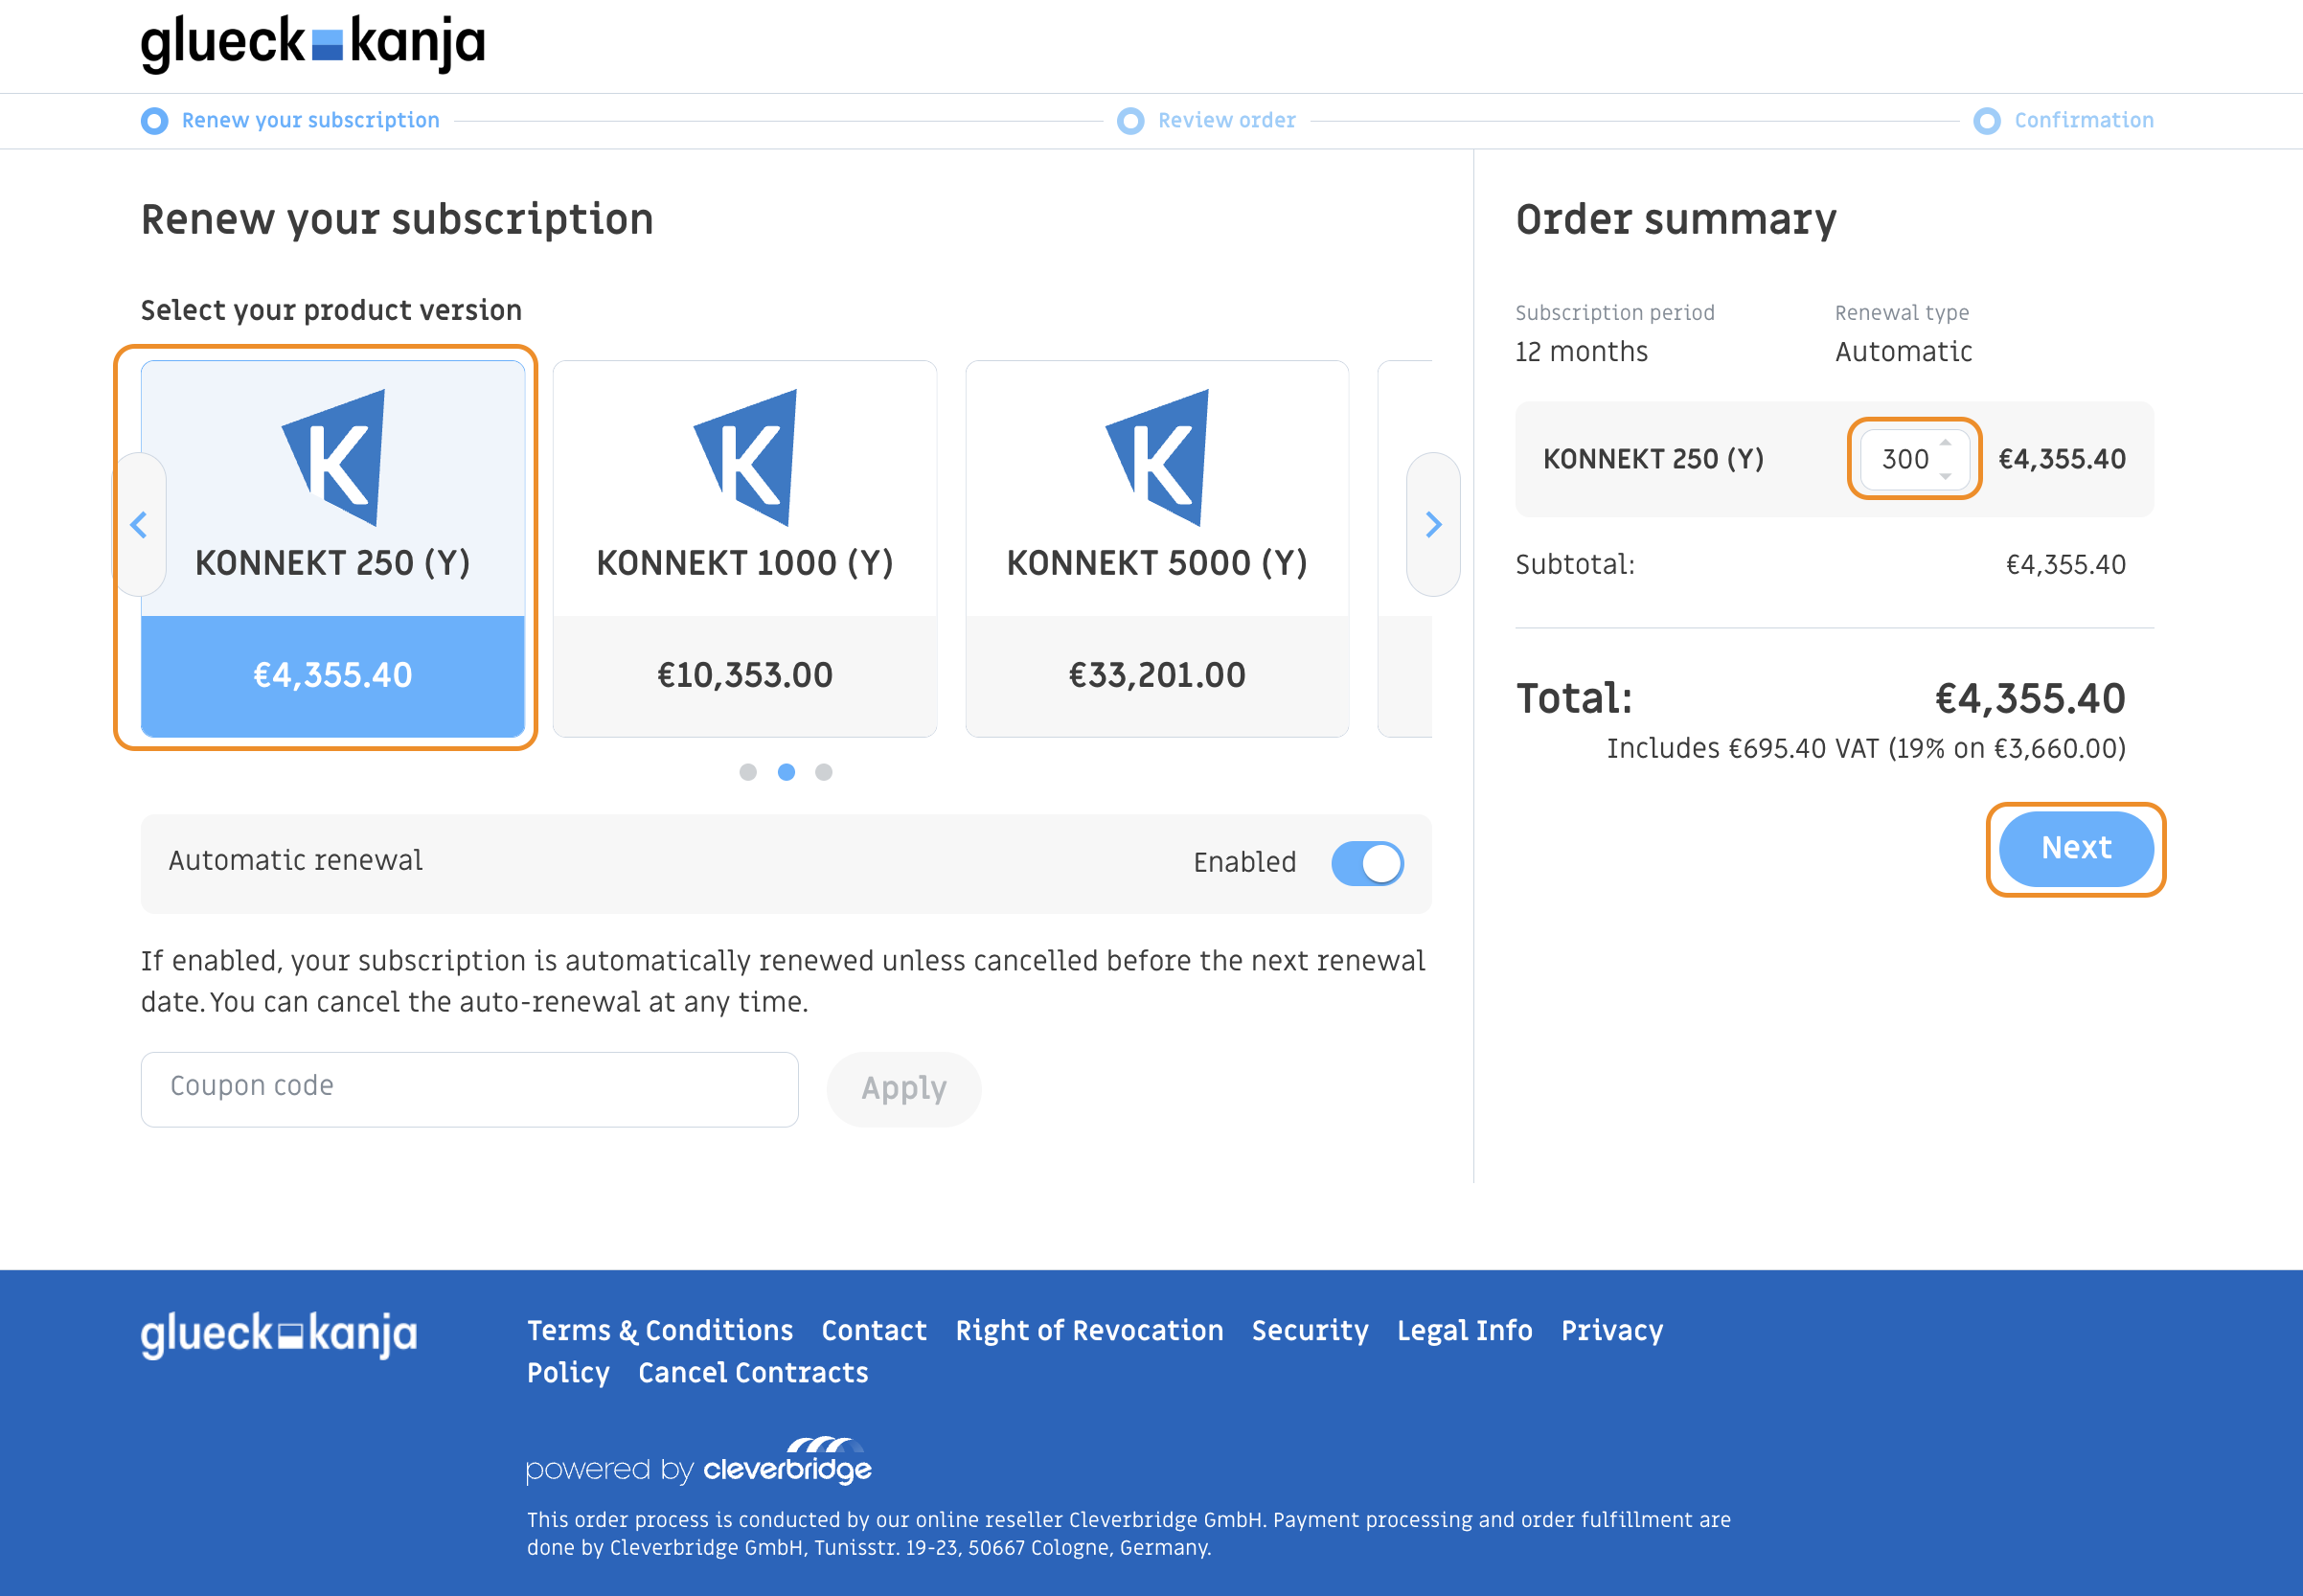 glueck kanja
Renew your subscription
Review order
Confirmation
Renew your subscription
Select your product version
K
KONNEKT 250 (Y)
€4,355.40
K
KONNEKT 1000 (Y)
€10,353.00
K
KONNEKT 5000 (Y)
€33,201.00
Automatic renewal
Enabled
If enabled, your subscription is automatically renewed unless cancelled before the next renewal
date. You can cancel the auto-renewal at any time.
Coupon code
Apply
Order summary
Subscription period
Renewal type
12 months
Automatic
KONNEKT 250 (Y)
300
€4,355.40
Subtotal:
€4,355.40
Total:
€4,355.40
Includes €695.40 VAT (19% on €3,660.00)
Next
glueck kanja
Terms & Conditions Contact Right of Revocation Security Legal Info Privacy
Policy Cancel Contracts
powered by cleverbridge
This order process is conducted by our online reseller Cleverbridge GmbH. Payment processing and order fulfillment are
done by Cleverbridge GmbH, Tunisstr. 19-23, 50667 Cologne, Germany.